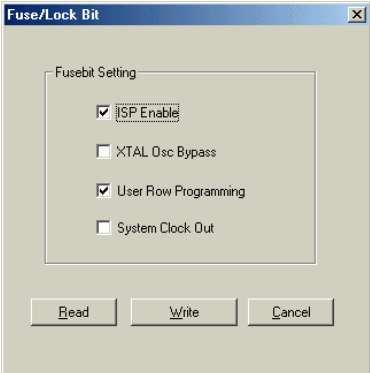 Fuse/Lock Bit
Fusebit Setting
ISP Enable
XTAL Osc Bypass
User Row Programming
System Clock Out
Read Write Cancel